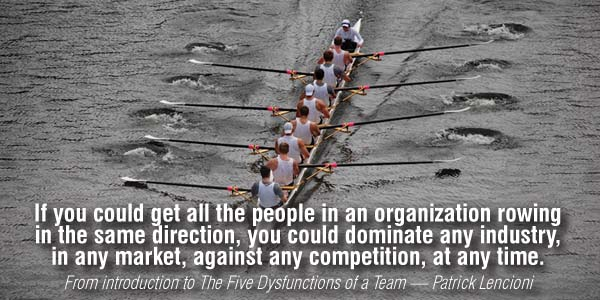 If you could get all the people in an organization rowing
in the same direction, you could dominate any industry,
in any market, against any competition, at any time.
From introduction to The Five Dysfunctions of a Team — Patrick Lencioni